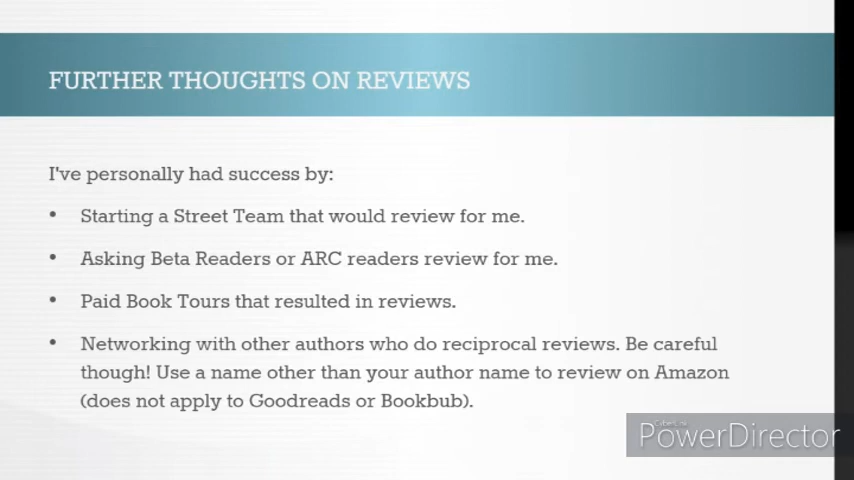 FURTHER THOUGHTS ON REVIEWS
I've personally had success by:
• Starting a Street Team that would review for me.
• Asking Beta Readers or ARC readers review for me.
• Paid Book Tours that resulted in reviews.
• Networking with other authors who do reciprocal reviews. Be careful
though! Use a name other than your author name to review on Amazon
(does not apply to Goodreads or Bookbub).
PowerDirector